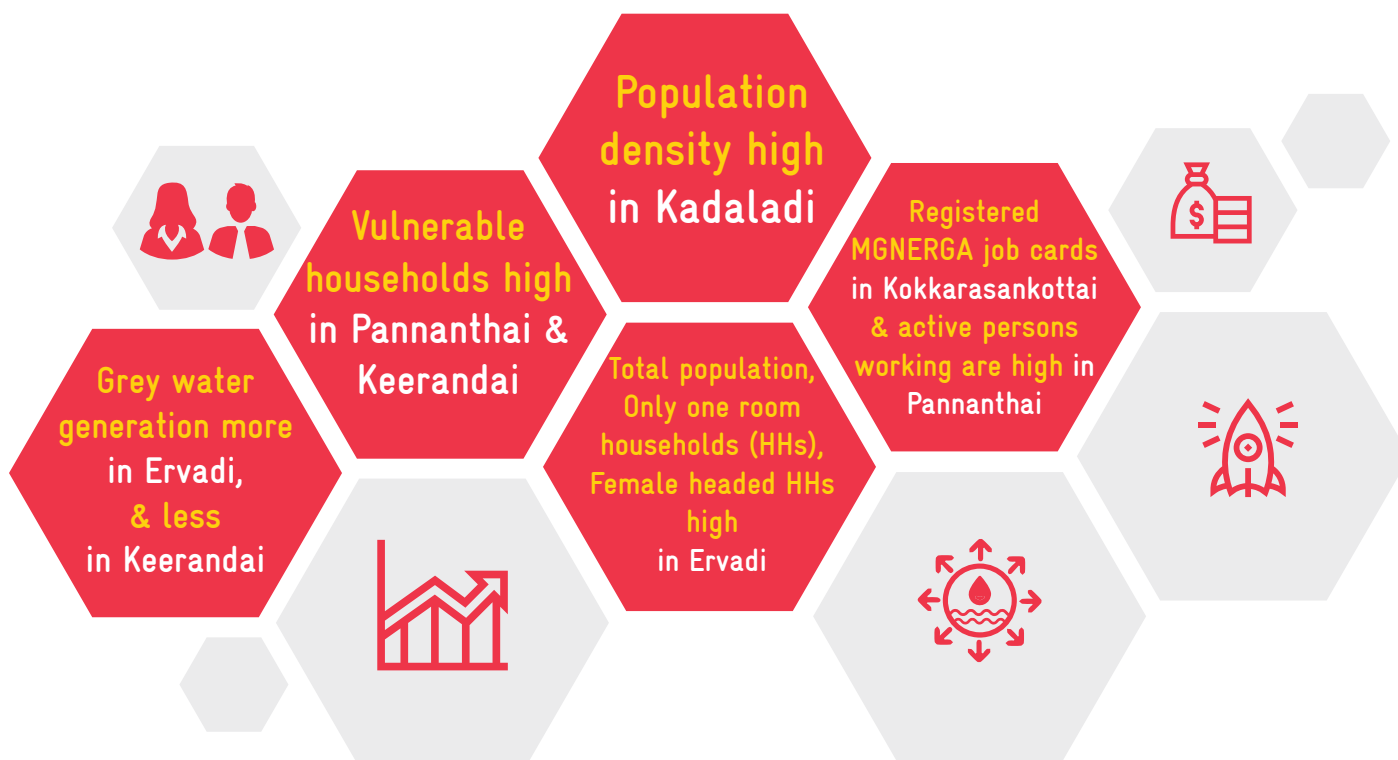 Population
density high
in Kadaladi
Vulnerable
households high
in Pannanthai &
Keerandai
Registered
MGNERGA job cards
in Kokkarasankottai
& active persons
working are high in
Pannanthai
Grey water
generation more
in Ervadi,
& less
in Keerandai
Total population,
Only one room
households (HHs),
Female headed HHs
high
in Ervadi
$